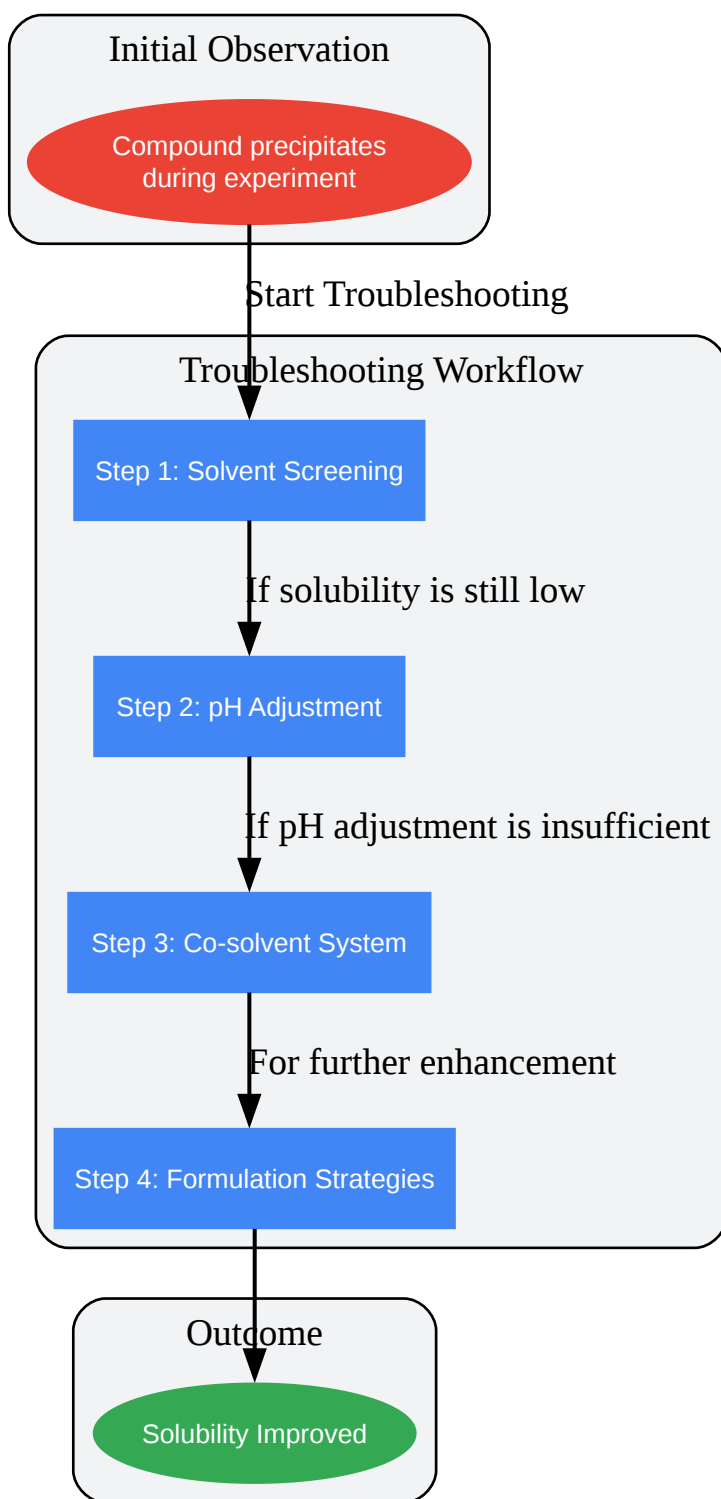 Initial Observation
Compound precipitates
during experiment
Start Troubleshooting
Troubleshooting Workflow
Step 1: Solvent Screening
If solubility is still low
Step 2: pH Adjustment
If pH adjustment is insufficient
Step 3: Co-solvent System
For further enhancement
Step 4: Formulation Strategies
Outcome
Solubility Improved